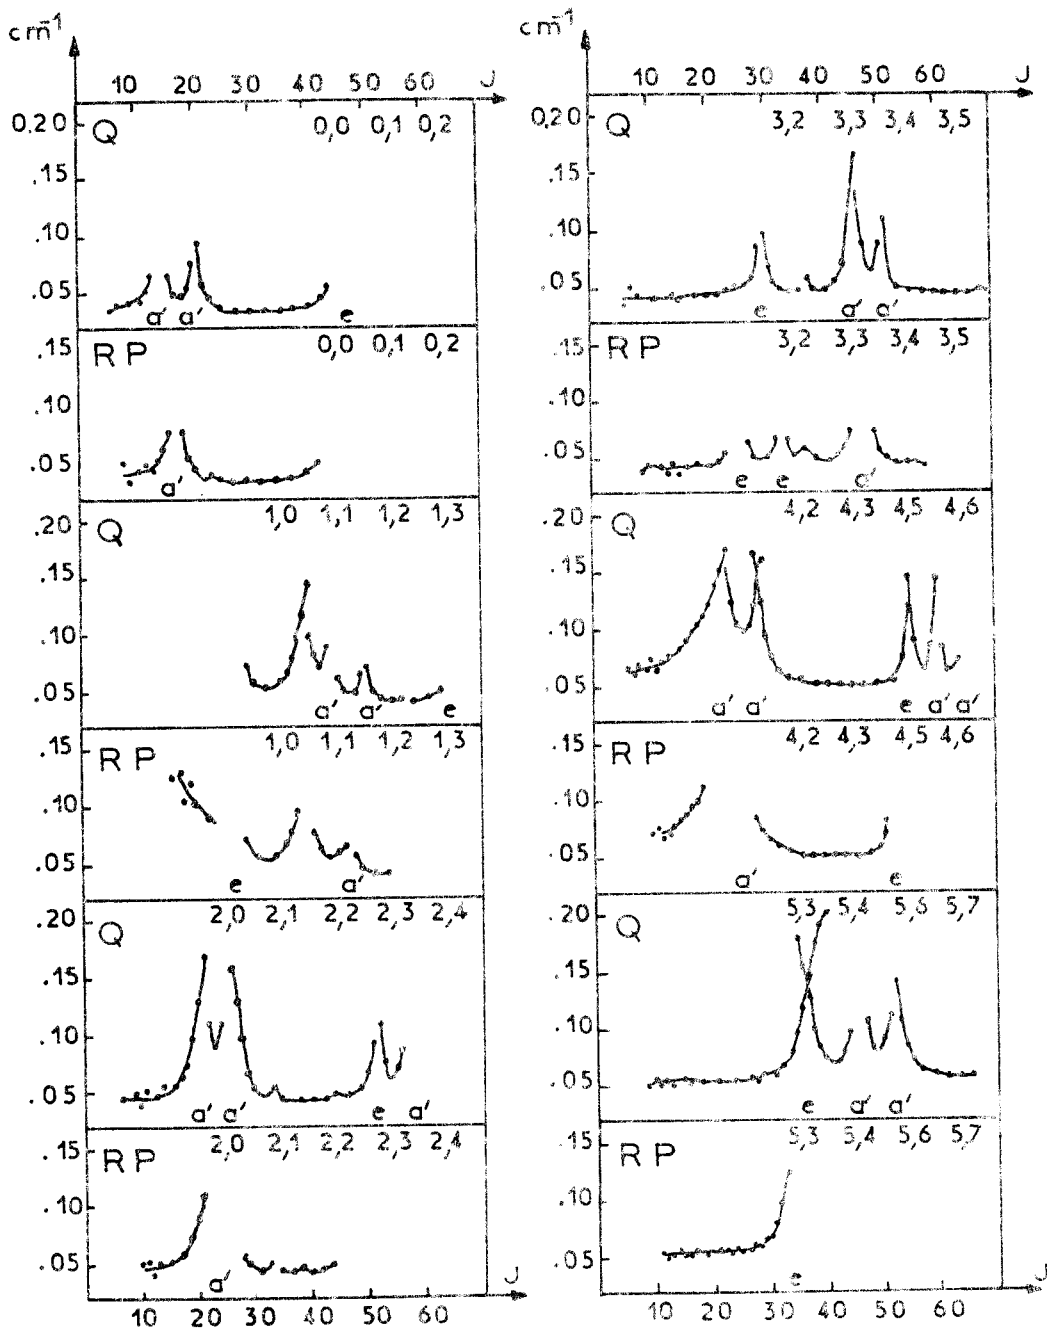 cm⁻¹
10 20 30 40 50 60 J
0,20 Q 0,0 0,1 0,2
.15
.10
.05
a' a' e
R P 0,0 0,1 0,2
.15
.10
.05
a'
Q 1,0 1,1 1,2 1,3
.20
.15
.10
.05
a' a' e
R P 1,0 1,1 1,2 1,3
.15
.10
.05
e a'
Q 2,0 2,1 2,2 2,3 2,4
.20
.15
.10
.05
a' a' e a'
R P 2,0 2,1 2,2 2,3 2,4
.15
.10
.05
a'
J
10 20 30 40 50 60
cm⁻¹
10 20 30 40 50 60 J
0,20 Q 3,2 3,3 3,4 3,5
.15
.10
.05
e a' a'
R P 3,2 3,3 3,4 3,5
.15
.10
.05
e e a'
Q 4,2 4,3 4,5 4,6
.20
.15
.10
.05
a' a' e a' a'
R P 4,2 4,3 4,5 4,6
.15
.10
.05
a' e
Q 5,3 5,4 5,6 5,7
.20
.15
.10
.05
e a' a'
R P 5,3 5,4 5,6 5,7
.15
.10
.05
e
J
10 20 30 40 50 60